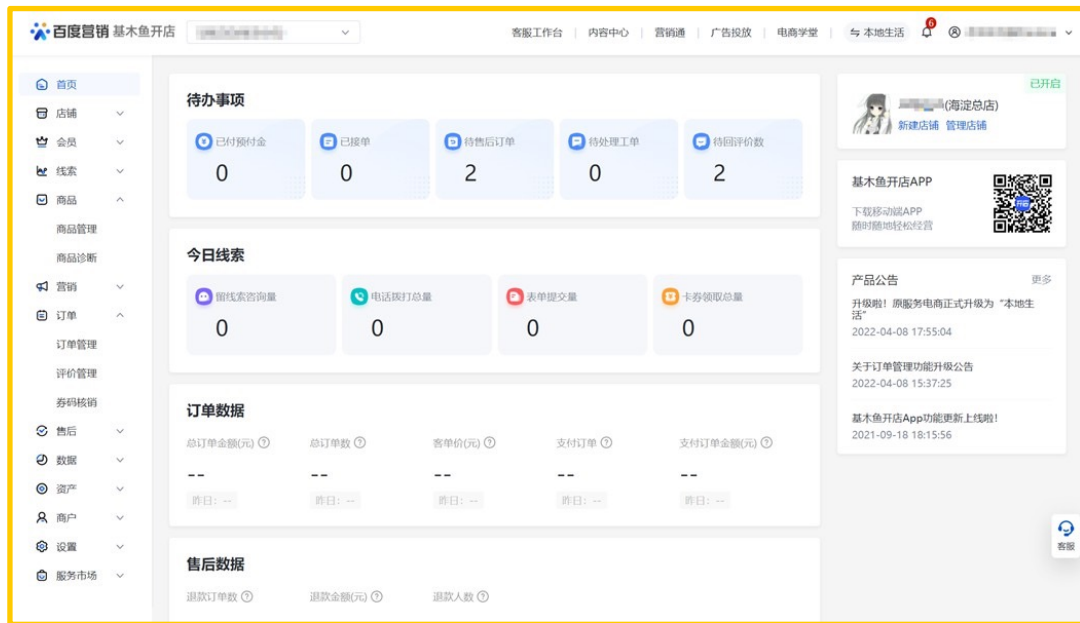 百度营销 基木鱼开店
客服工作台 内容中心 营销通 广告投放 电商学堂 本地生活 6
首页
店铺
会员
线索
商品
商品管理
商品诊断
营销
订单
订单管理
评价管理
券码核销
售后
数据
资产
商户
设置
服务市场
待办事项
已付预付金 已接单 待售后订单 待处理工单 待回评价数
0 0 2 0 2
今日线索
留线索咨询量 电话拨打总量 表单提交量 卡券领取总量
0 0 0 0
订单数据
总订单金额(元) 总订单数 客单价(元) 支付订单 支付订单金额(元)
-- -- -- -- --
昨日: -- 昨日: -- 昨日: -- 昨日: -- 昨日: --
售后数据
退款订单数 退款金额(元) 退款人数
已开启
(海淀总店)
新建店铺 管理店铺
基木鱼开店APP
下载移动端APP
随时随地轻松经营
开店
产品公告 更多
升级啦！原服务电商正式升级为“本地生
活”
2022-04-08 17:55:04
关于订单管理功能升级公告
2022-04-08 15:37:25
基木鱼开店App功能更新上线啦!
2021-09-18 18:15:56
客服